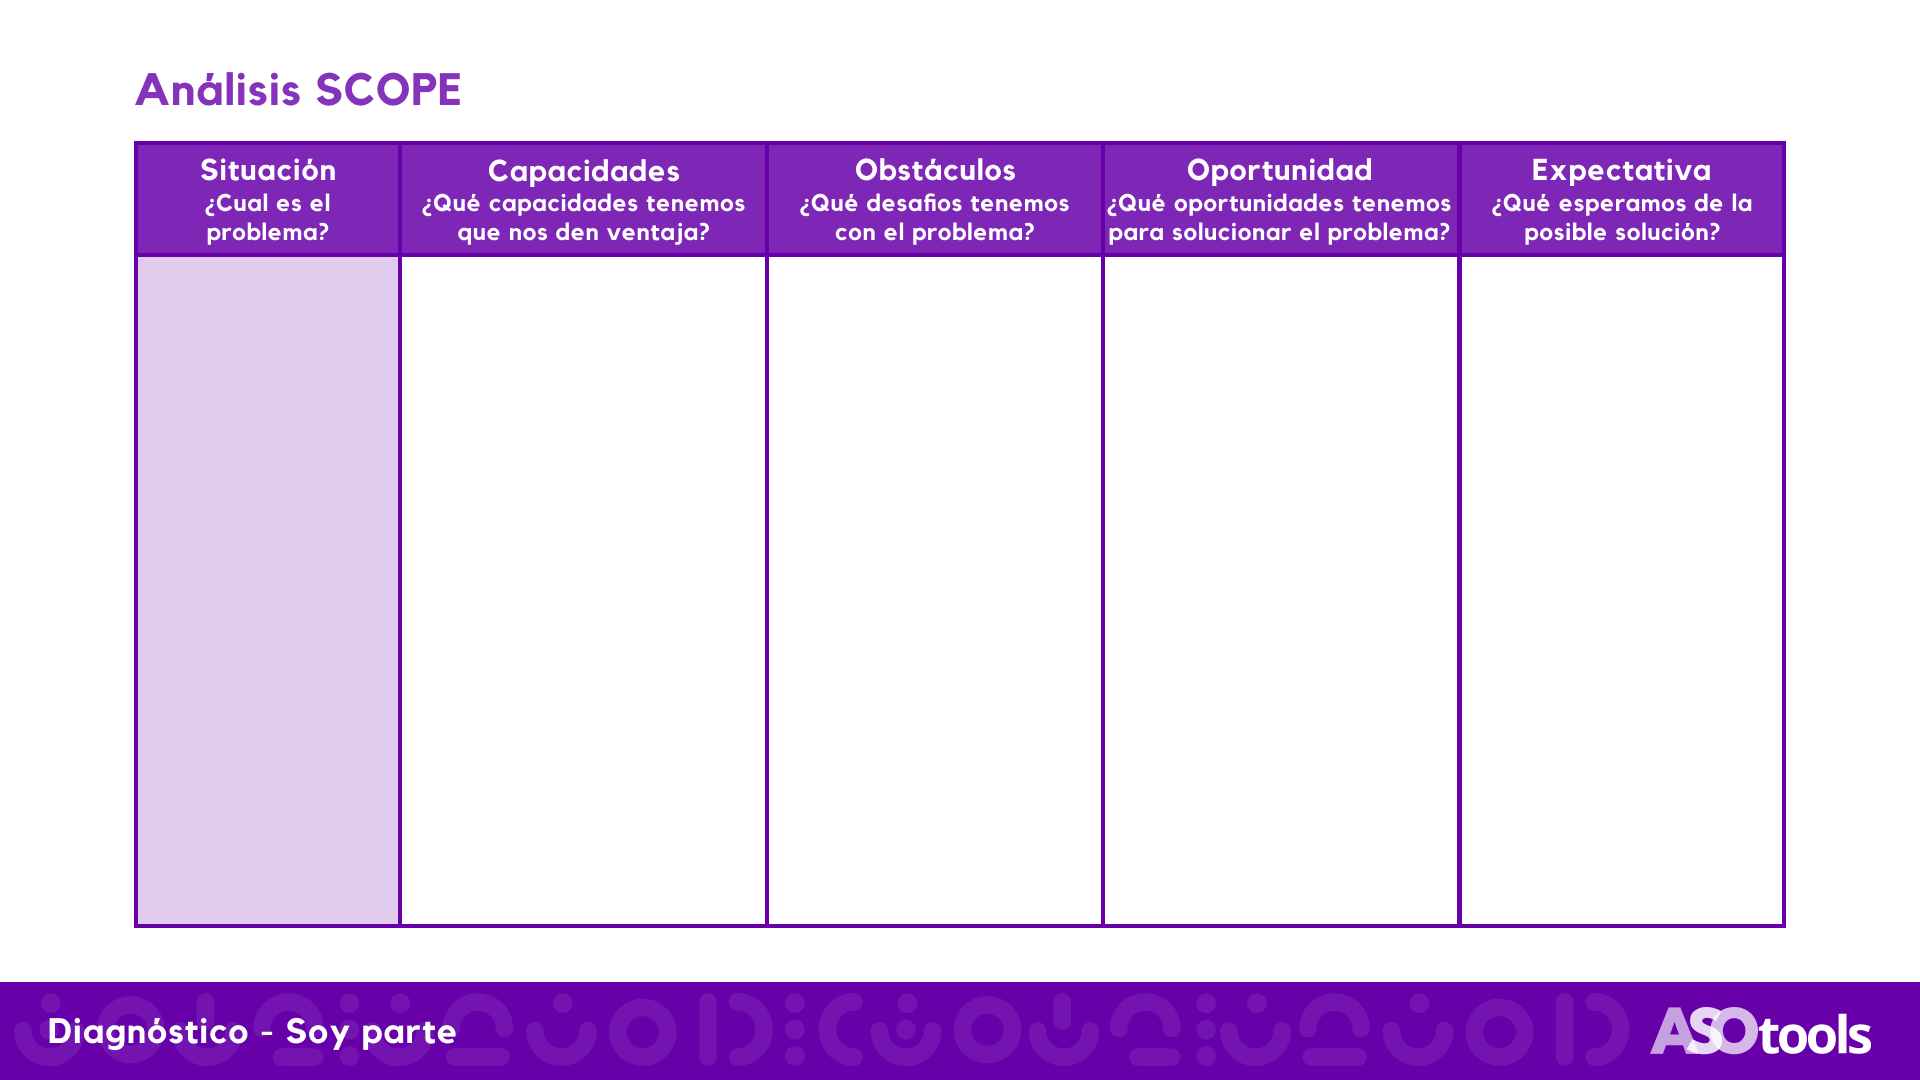 Análisis SCOPE
Situación
¿Cual es el
problema?
Capacidades
¿Qué capacidades tenemos
que nos den ventaja?
Obstáculos
¿Qué desafios tenemos
con el problema?
Oportunidad
¿Qué oportunidades tenemos
para solucionar el problema?
Expectativa
¿Qué esperamos de la
posible solución?
Diagnóstico - Soy parte
ASOtools